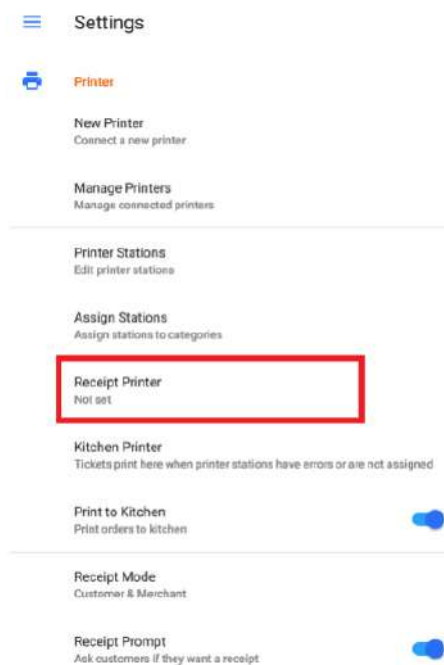 Settings
Printer
New Printer
Connect a new printer
Manage Printers
Manage connected printers
Printer Stations
Edit printer stations
Assign Stations
Assign stations to categories
Receipt Printer
Not set
Kitchen Printer
Tickets print here when printer stations have errors or are not assigned
Print to Kitchen
Print orders to kitchen
Receipt Mode
Customer & Merchant
Receipt Prompt
Ask customers if they want a receipt